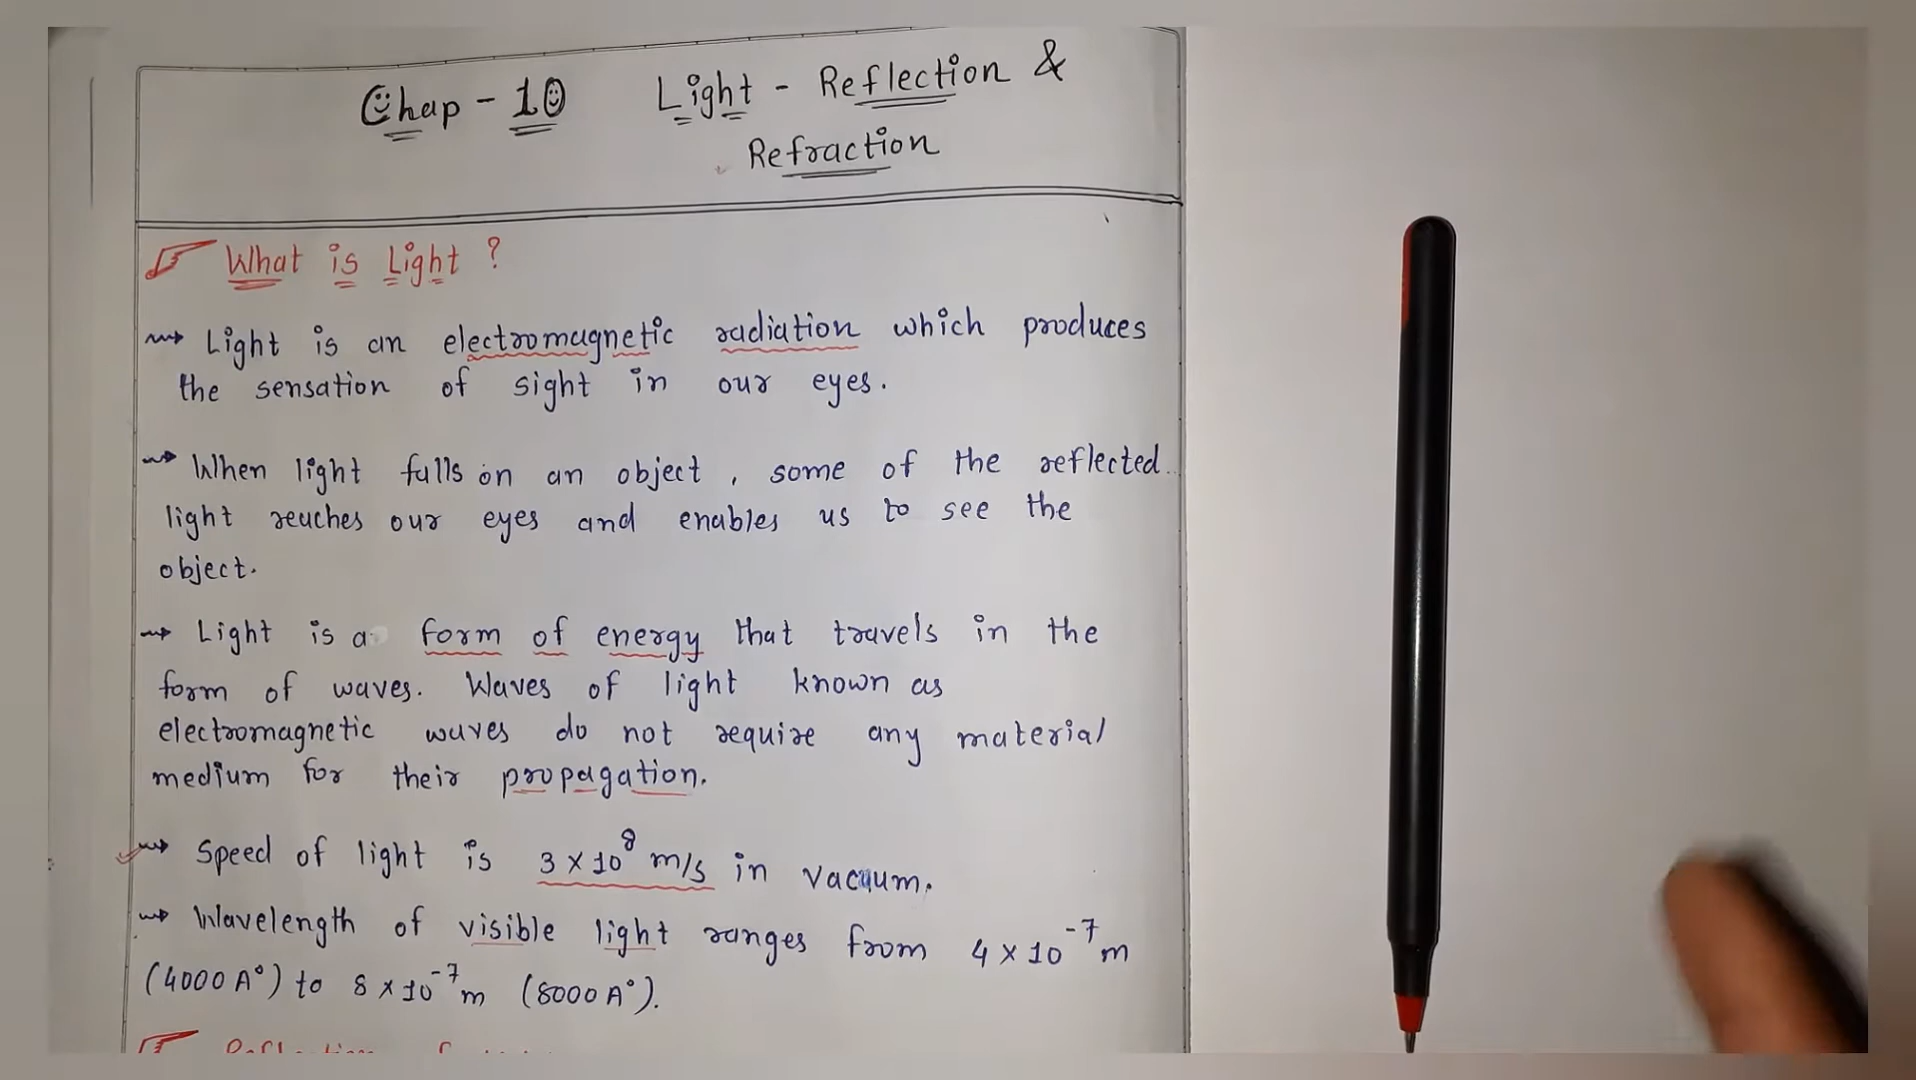 Chap - 10 Light - Reflection &
Refraction
What is Light ?
Light is an electromagnetic radiation which produces
the sensation of sight in our eyes.
When light falls on an object , some of the reflected
light reaches our eyes and enables us to see the
object.
Light is a form of energy that travels in the
form of waves. Waves of light known as
electromagnetic waves do not require any material
medium for their propagation.
Speed of light is 3 × 10⁸ m/s in vacuum.
Wavelength of visible light ranges from 4 × 10⁻⁷ m
(4000 A°) to 8 × 10⁻⁷ m (8000 A°).